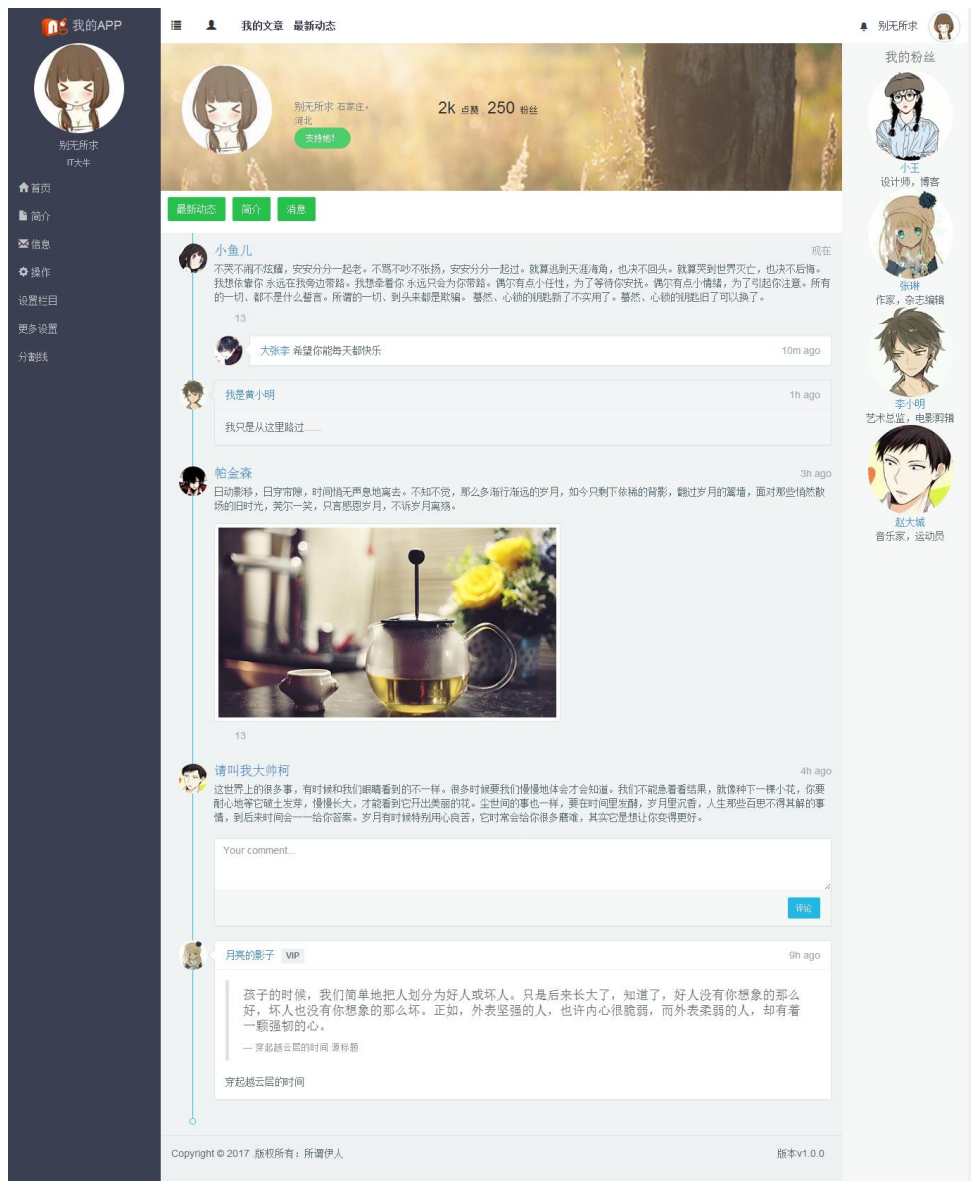 我的APP
别无所求
IT大牛
首页
简介
信息
操作
设置栏目
更多设置
分割线
我的文章 最新动态
别无所求
别无所求 石家庄，
河北
支持她!
2k 点赞 250 粉丝
最新动态 简介 消息
小鱼儿 现在
不哭不闹不炫耀，安安分分一起老。不骂不吵不张扬，安安分分一起过。就算逃到天涯海角，也决不回头。就算哭到世界灭亡，也决不后悔。
我想依靠你 永远在我旁边带路。我想牵着你 永远只会为你带路。偶尔有点小任性，为了等待你安抚。偶尔有点小情绪，为了引起你注意。所有
的一切、都不是什么誓言。所谓的一切、到头来都是欺骗。 蓦然、心锁的钥匙新了不实用了。蓦然、心锁的钥匙旧了可以换了。
13
大张李 希望你能每天都快乐 10m ago
我是黄小明 1h ago
我只是从这里路过......
帕金森 3h ago
日动影移，日穿帘隙，时间悄无声息地离去。不知不觉，那么多渐行渐远的岁月，如今只剩下依稀的背影，翻过岁月的篱墙，面对那些悄然散
场的旧时光，莞尔一笑，只言感恩岁月，不诉岁月离殇。
13
请叫我大帅柯 4h ago
这世界上的很多事，有时候和我们眼睛看到的不一样。很多时候要我们慢慢地体会才会知道。我们不能急着看结果，就像种下一棵小花，你要
耐心地等它破土发芽，慢慢长大，才能看到它开出美丽的花。尘世间的事也一样，要在时间里发酵，岁月里沉香，人生那些百思不得其解的事
情，到后来时间会一一给你答案。岁月有时候特别用心良苦，它时常会给你很多磨难，其实它是想让你变得更好。
Your comment...
评论
月亮的影子 VIP 9h ago
孩子的时候，我们简单地把人划分为好人或坏人。只是后来长大了，知道了，好人没有你想象的那么
好，坏人也没有你想象的那么坏。正如，外表坚强的人，也许内心很脆弱，而外表柔弱的人，却有着
一颗强韧的心。
— 穿起越云层的时间 源标题
穿起越云层的时间
Copyright © 2017 .版权所有：所谓伊人 版本v1.0.0
我的粉丝
小王
设计师，博客
张琳
作家，杂志编辑
李小明
艺术总监，电影剪辑
赵大城
音乐家，运动员